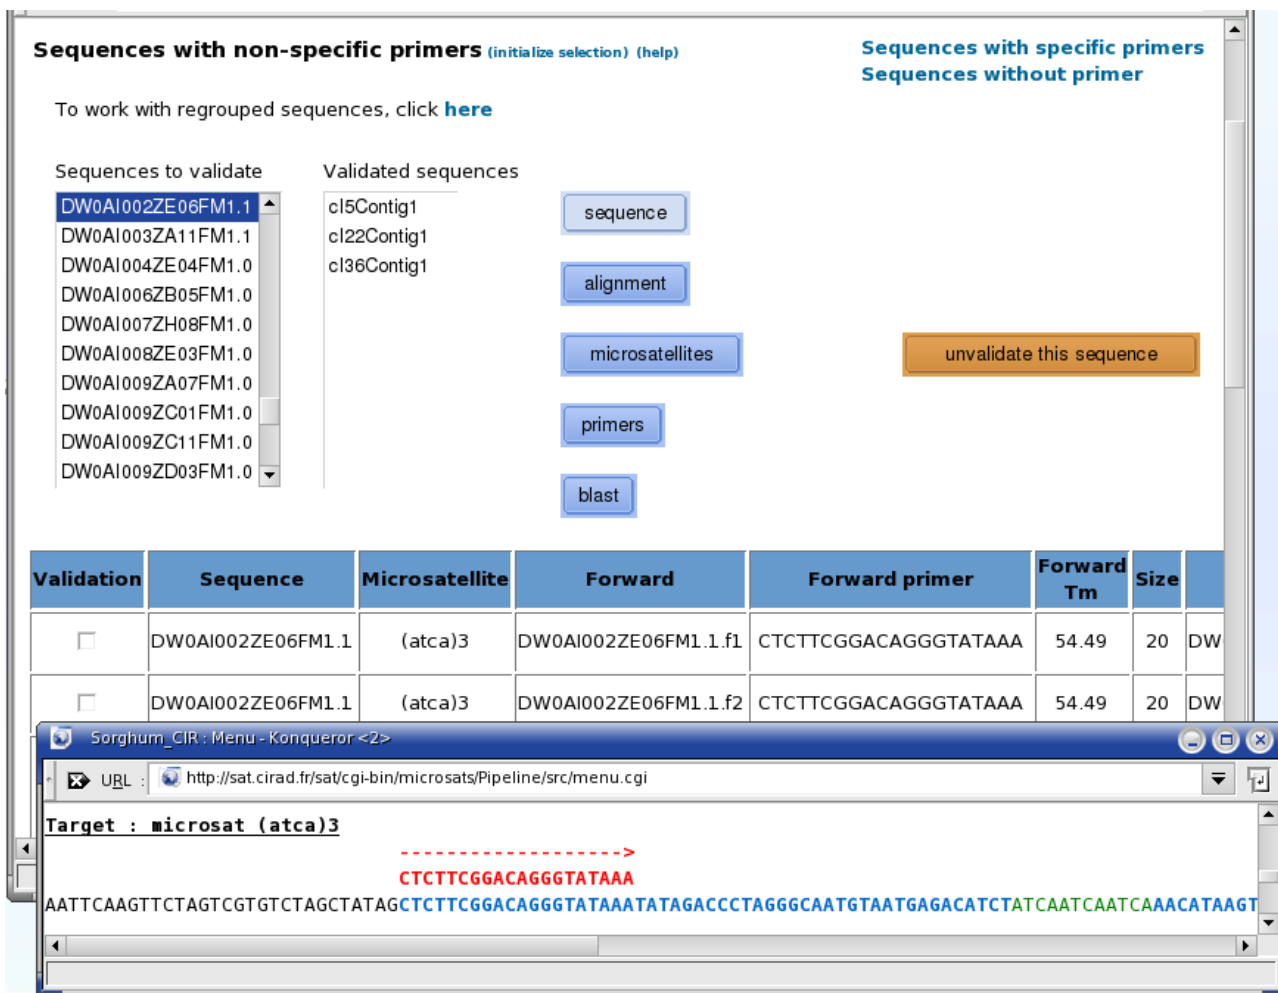 Sequences with non-specific primers (initialize selection) (help)
Sequences with specific primers
Sequences without primer
To work with regrouped sequences, click here
Sequences to validate
Validated sequences
DW0AI002ZE06FM1.1
DW0AI003ZA11FM1.1
DW0AI004ZE04FM1.0
DW0AI006ZB05FM1.0
DW0AI007ZH08FM1.0
DW0AI008ZE03FM1.0
DW0AI009ZA07FM1.0
DW0AI009ZC01FM1.0
DW0AI009ZC11FM1.0
DW0AI009ZD03FM1.0
cl5Contig1
cl22Contig1
cl36Contig1
sequence
alignment
microsatellites
primers
blast
unvalidate this sequence
Validation Sequence Microsatellite Forward Forward primer Forward Tm Size
DW0AI002ZE06FM1.1 (atca)3 DW0AI002ZE06FM1.1.f1 CTCTTCGGACAGGGTATAAA 54.49 20 DW
DW0AI002ZE06FM1.1 (atca)3 DW0AI002ZE06FM1.1.f2 CTCTTCGGACAGGGTATAAA 54.49 20 DW
Sorghum_CIR : Menu - Konqueror <2>
URL : http://sat.cirad.fr/sat/cgi-bin/microsats/Pipeline/src/menu.cgi
Target : microsat (atca)3
------------------->
CTCTTCGGACAGGGTATAAA
AATTCAAGTTCTAGTCGTGTCTAGCTATAGCTCTTCGGACAGGGTATAAATATAGACCCTAGGGCAATGTAATGAGACATCTATCAATCAATCAAACATAAGT